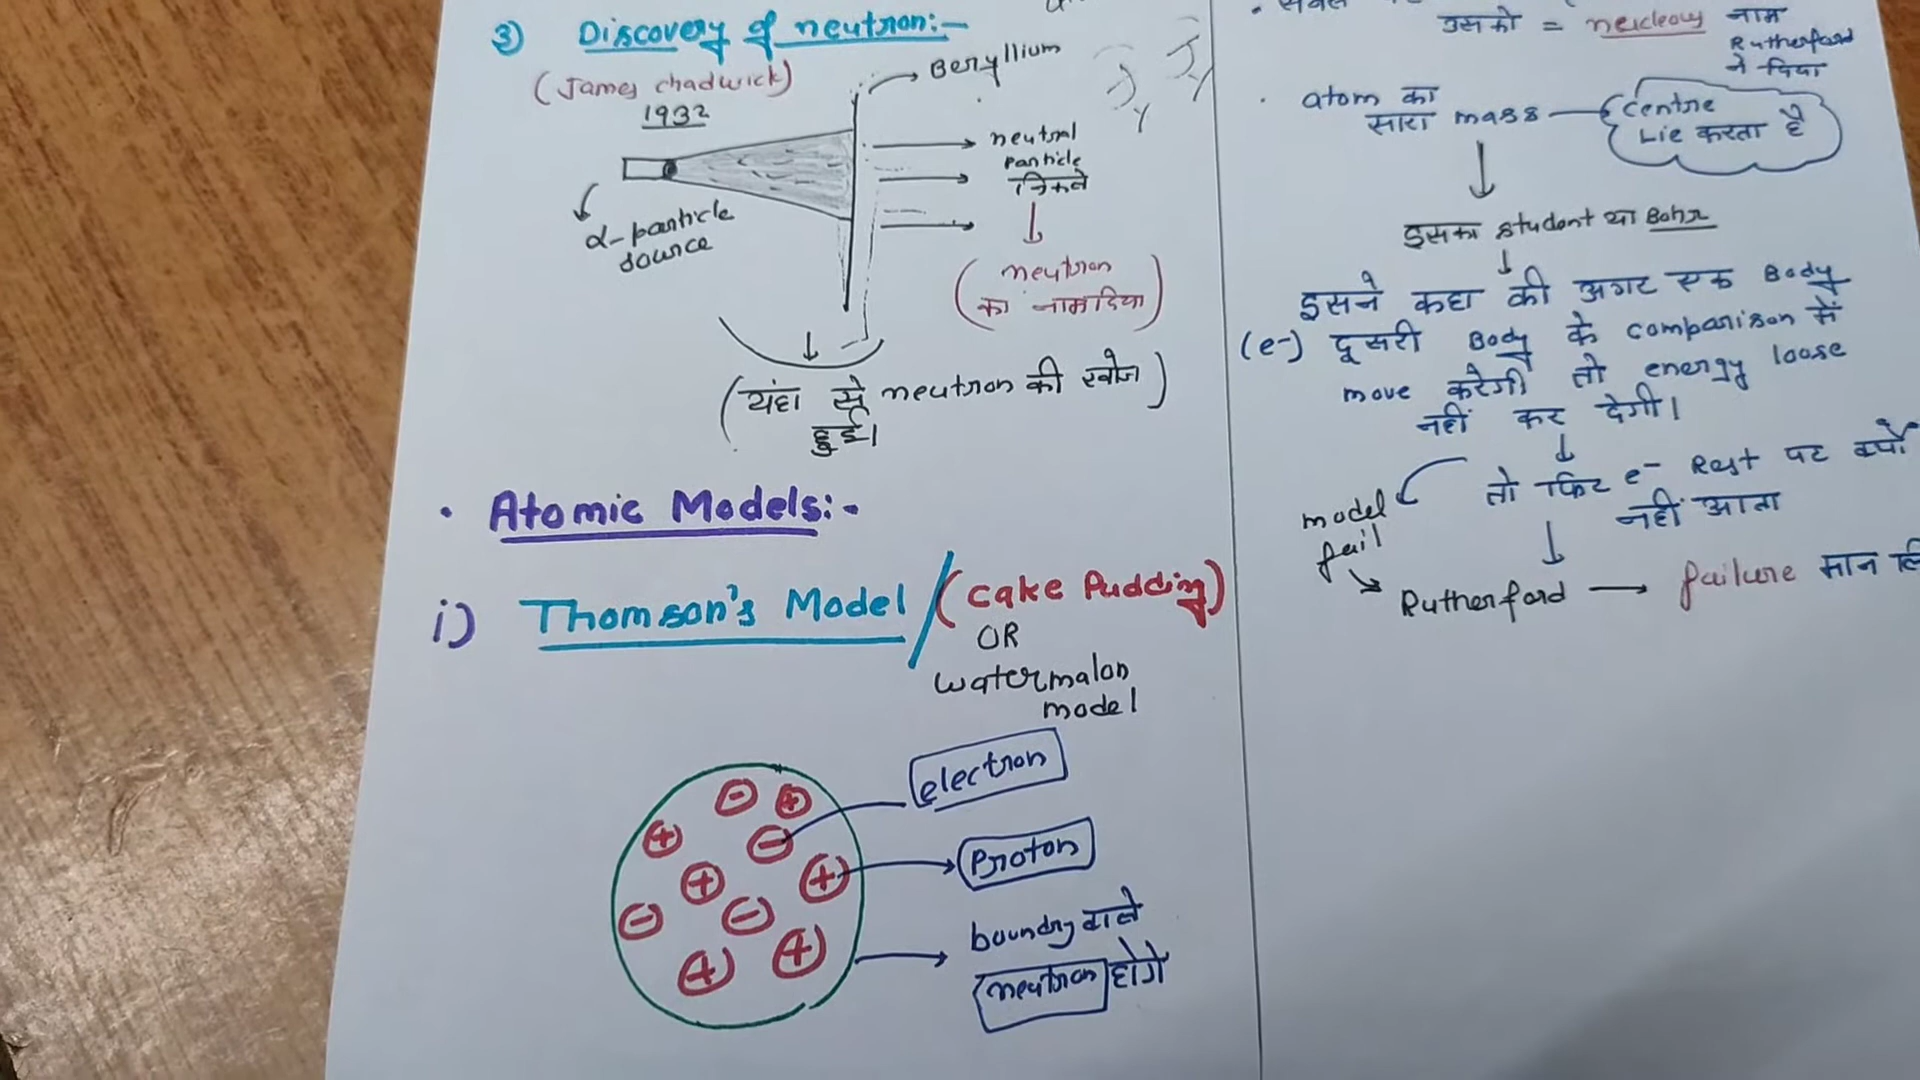 3) Discovery of neutron:-
(James chadwick)
1932
Beryllium
α-particle
source
neutral
particle
निकले
(neutron
का नाम दिया)
(यंहा से neutron की खोज)
हुई।
• Atomic Models:-
i) Thomson's Model / (cake Pudding)
OR
watermalon
model
electron
Proton
boundry वाले
neutron होगे
उसको = नाम
Rutherford
ने दिया
atom का
सारा mass
centre
Lie करता है
इसका student था Bohr
इसने कहा की अगर एक Body
(e-) दूसरी Body के comparison में
move करेगी तो energy loose
नहीं कर देगी।
तो फिर e- Rest पर क्यों
नहीं आता
model
fail
Rutherford → failure मान